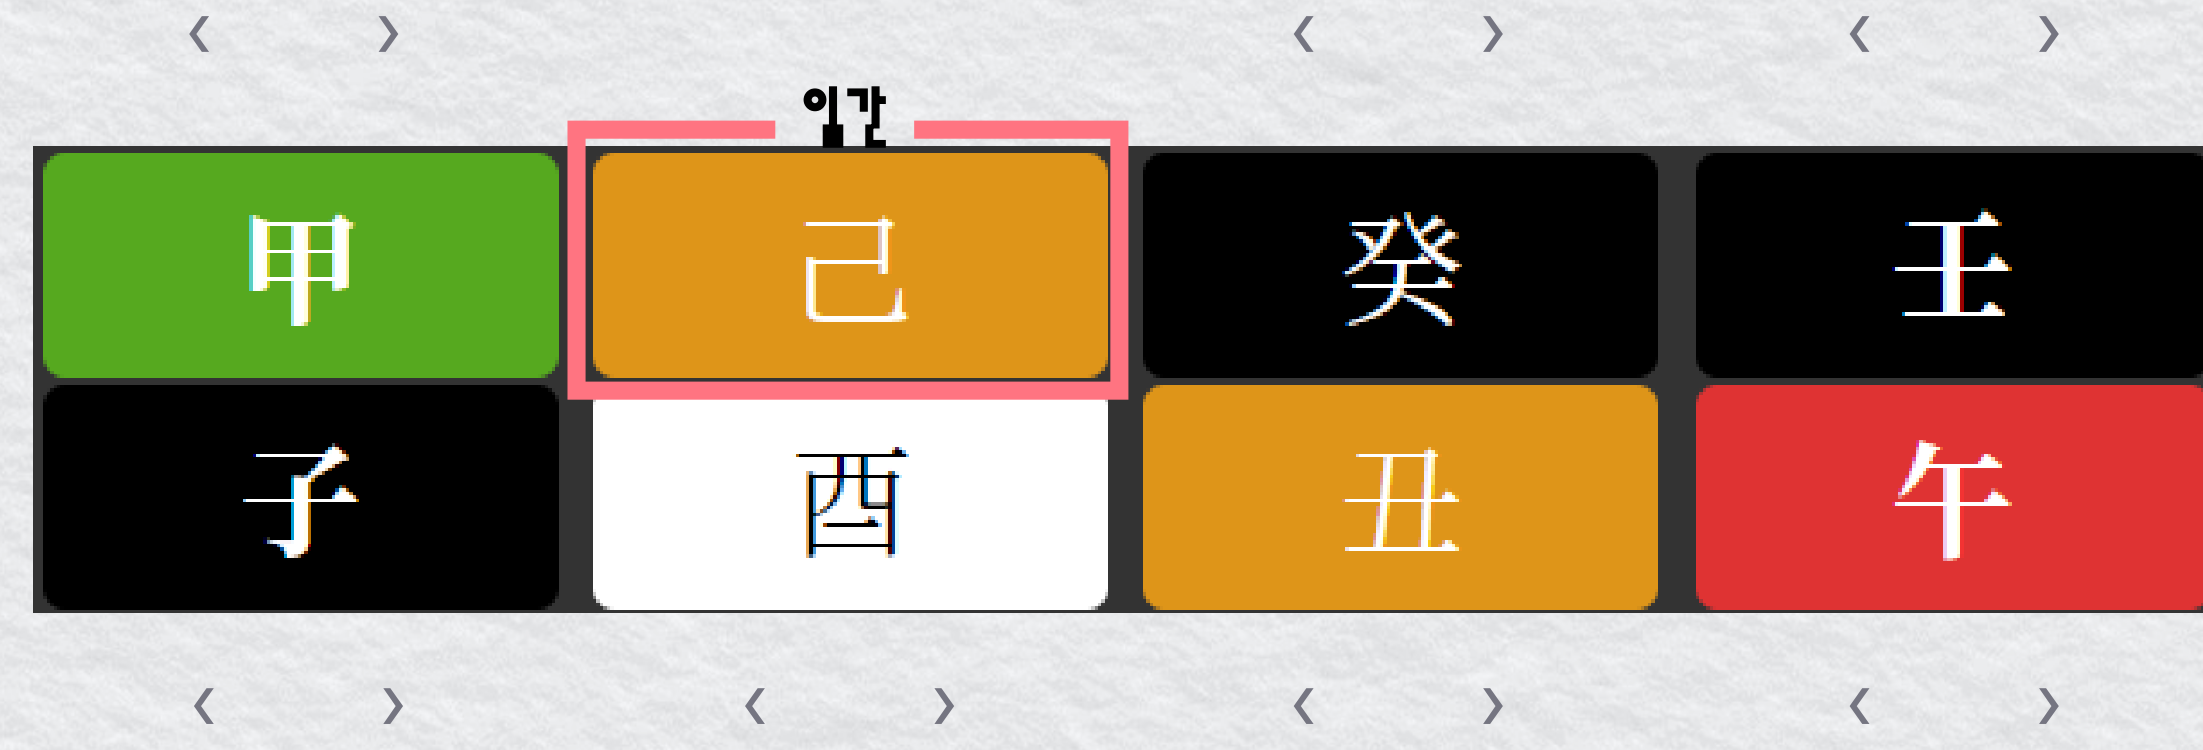 일간
甲 己 癸 壬
子 酉 丑 午